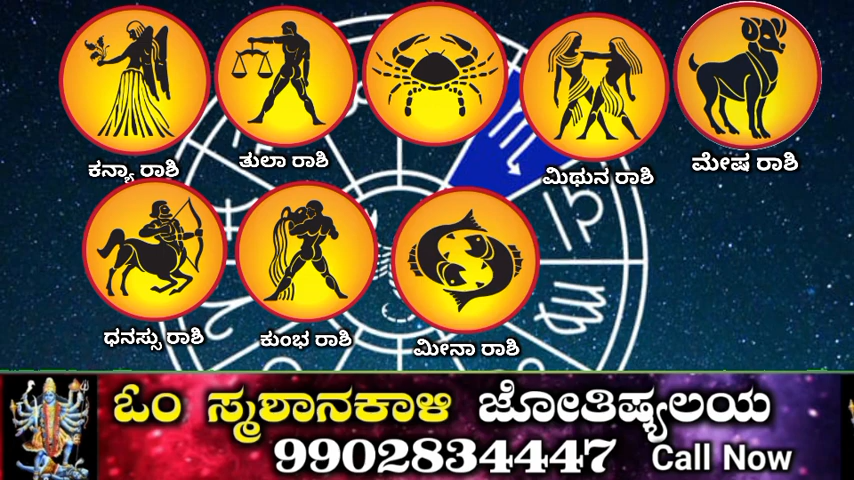 ಕನ್ಯಾ ರಾಶಿ
ತುಲಾ ರಾಶಿ
ಮಿಥುನ ರಾಶಿ
ಮೇಷ ರಾಶಿ
ಧನಸ್ಸು ರಾಶಿ
ಕುಂಭ ರಾಶಿ
ಮೀನಾ ರಾಶಿ
ಓಂ ಸ್ಮಶಾನಕಾಳಿ ಜೋತಿಷ್ಯಲಯ
9902834447 Call Now